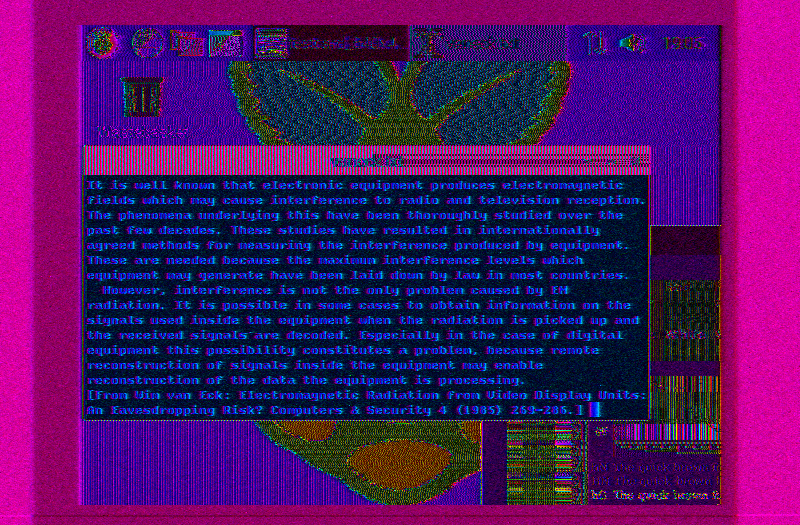 Wastebasket
It is well known that electronic equipment produces electromagnetic
fields which may cause interference to radio and television reception.
The phenomena underlying this have been thoroughly studied over the
past few decades. These studies have resulted in internationally
agreed methods for measuring the interference produced by equipment.
These are needed because the maximum interference levels which
equipment may generate have been laid down by law in most countries.
However, interference is not the only problem caused by EM
radiation. It is possible in some cases to obtain information on the
signals used inside the equipment when the radiation is picked up and
the received signals are decoded. Especially in the case of digital
equipment this possibility constitutes a problem, because remote
reconstruction of signals inside the equipment may enable
reconstruction of the data the equipment is processing.
[From Wim van Eck: Electromagnetic Radiation from Video Display Units:
An Eavesdropping Risk? Computers & Security 4 (1985) 269-286.]
The quick brown f